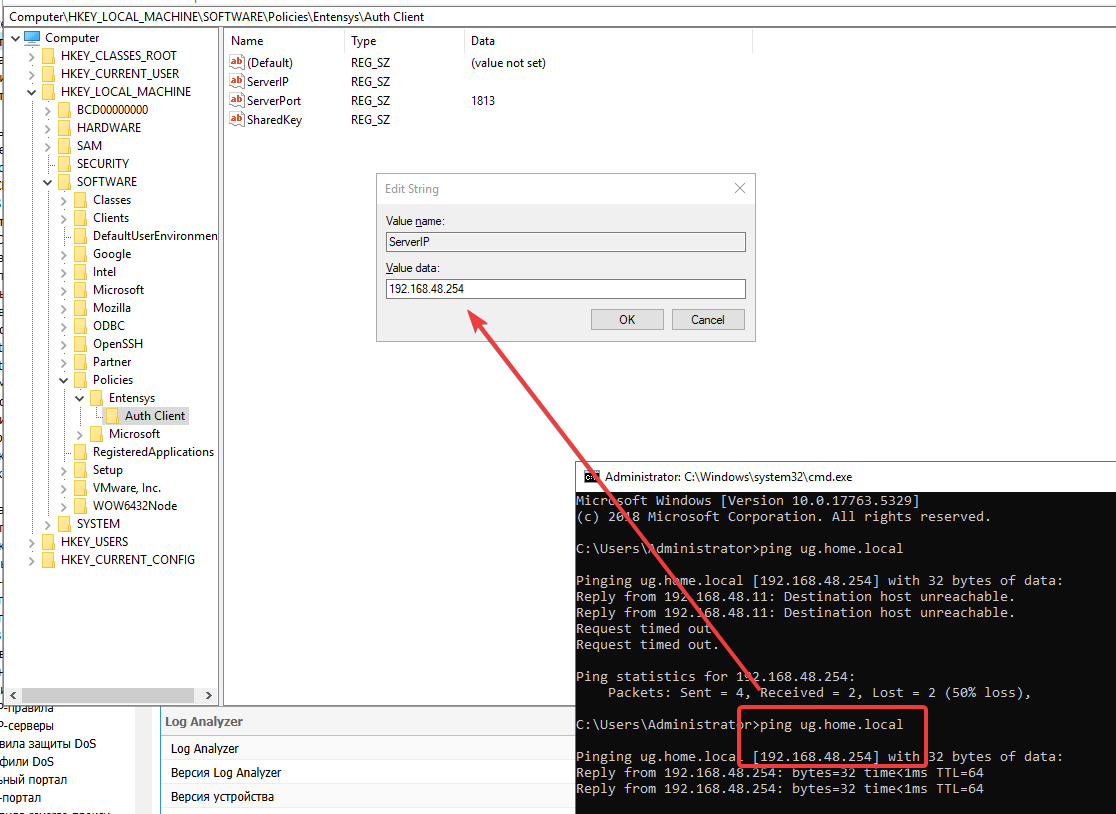 Computer\HKEY_LOCAL_MACHINE\SOFTWARE\Policies\Entensys\Auth Client
Computer
HKEY_CLASSES_ROOT
HKEY_CURRENT_USER
HKEY_LOCAL_MACHINE
BCD00000000
HARDWARE
SAM
SECURITY
SOFTWARE
Classes
Clients
DefaultUserEnvironmen
Google
Intel
Microsoft
Mozilla
ODBC
OpenSSH
Partner
Policies
Entensys
Auth Client
Microsoft
RegisteredApplications
Setup
VMware, Inc.
WOW6432Node
SYSTEM
HKEY_USERS
HKEY_CURRENT_CONFIG
Name Type Data
(Default) REG_SZ (value not set)
ServerIP REG_SZ
ServerPort REG_SZ 1813
SharedKey REG_SZ
Edit String
Value name:
ServerIP
Value data:
192.168.48.254
OK Cancel
Administrator: C:\Windows\system32\cmd.exe
Microsoft Windows [Version 10.0.17763.5329]
(c) 2018 Microsoft Corporation. All rights reserved.
C:\Users\Administrator>ping ug.home.local
Pinging ug.home.local [192.168.48.254] with 32 bytes of data:
Reply from 192.168.48.11: Destination host unreachable.
Reply from 192.168.48.11: Destination host unreachable.
Request timed out.
Request timed out.
Ping statistics for 192.168.48.254:
Packets: Sent = 4, Received = 2, Lost = 2 (50% loss),
C:\Users\Administrator>ping ug.home.local
Pinging ug.home.local [192.168.48.254] with 32 bytes of data:
Reply from 192.168.48.254: bytes=32 time<1ms TTL=64
Reply from 192.168.48.254: bytes=32 time<1ms TTL=64
P-правила
P-серверы
вила защиты DoS
фили DoS
ьный портал
-портал
Log Analyzer
Log Analyzer
Версия Log Analyzer
Версия устройства